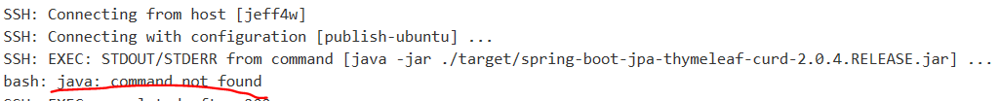 SSH: Connecting from host [jeff4w]
SSH: Connecting with configuration [publish-ubuntu] ...
SSH: EXEC: STDOUT/STDERR from command [java -jar ./target/spring-boot-jpa-thymeleaf-curd-2.0.4.RELEASE.jar] ...
bash: java: command not found